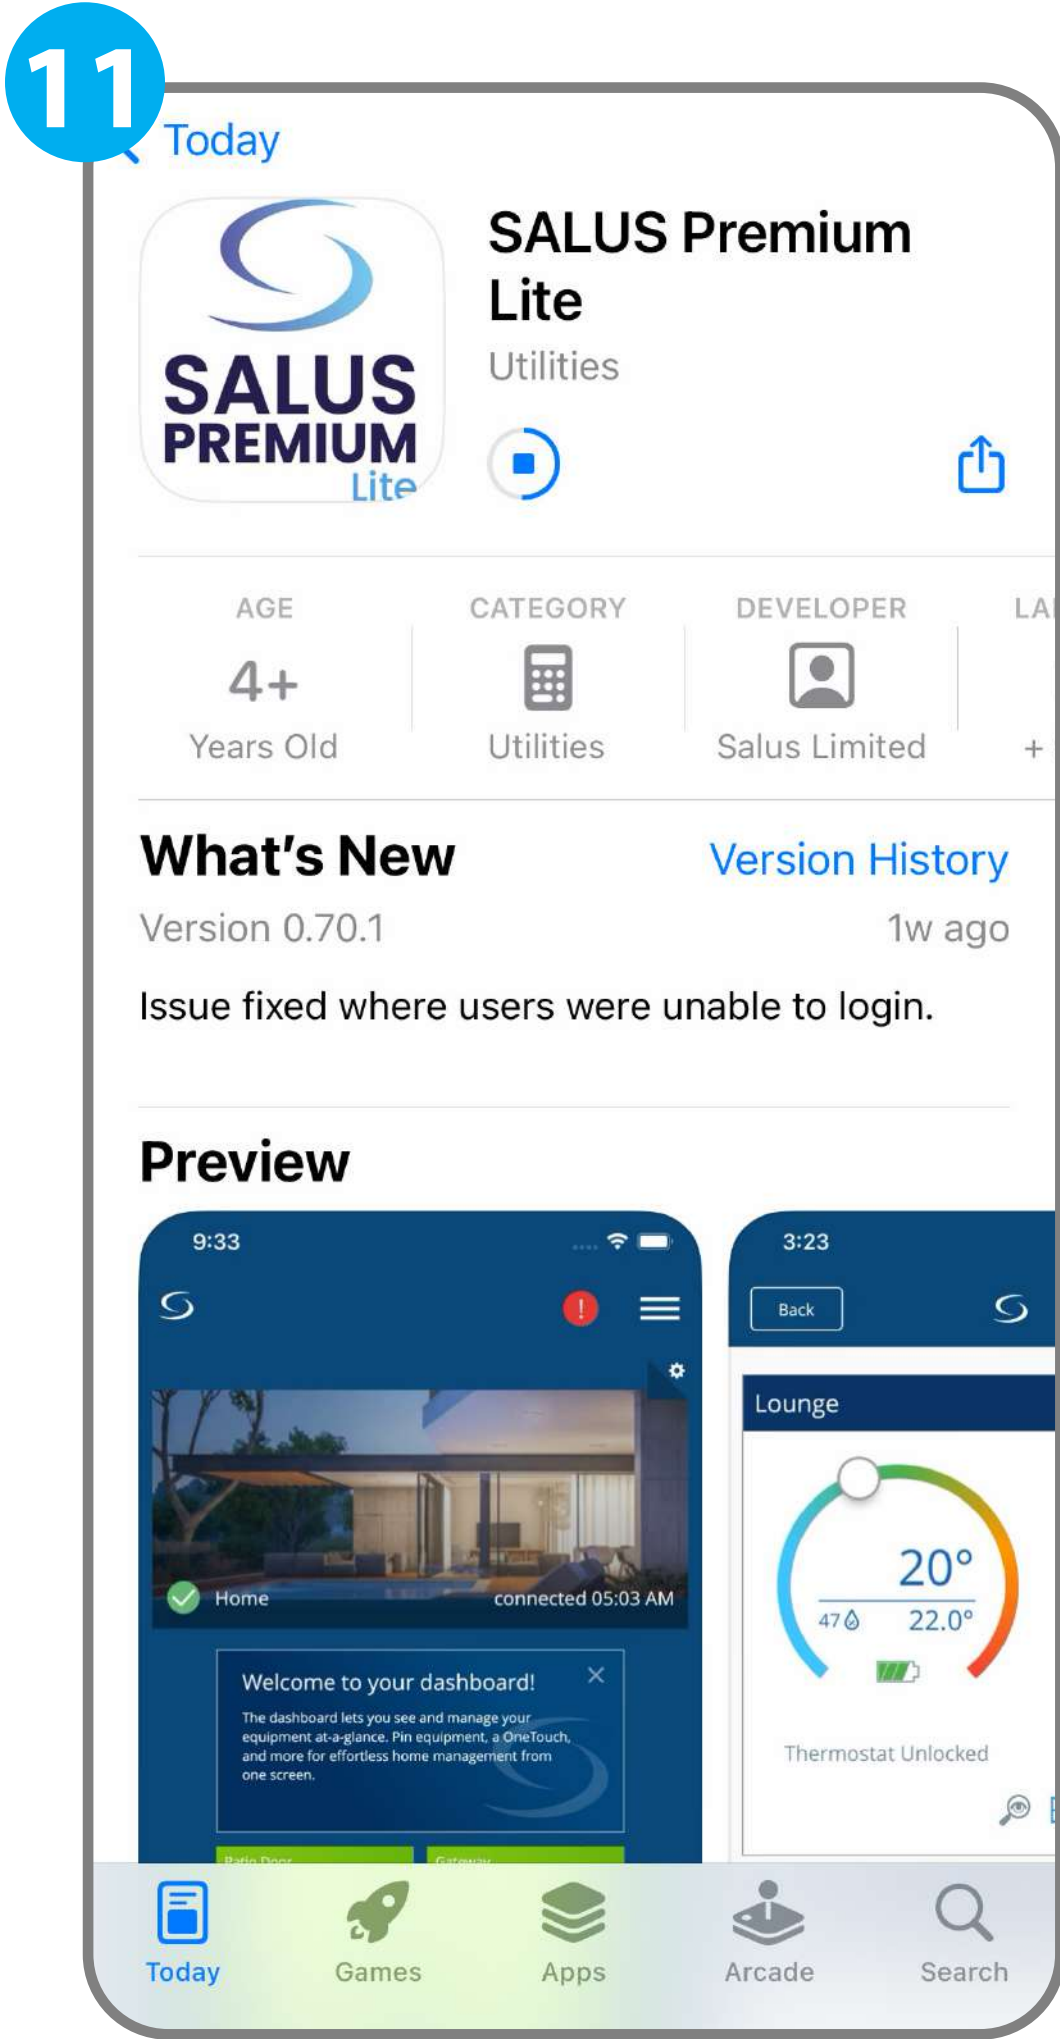 11
Today
SALUS Premium
Lite
Utilities
SALUS
PREMIUM
Lite
AGE
CATEGORY
DEVELOPER
4+
Years Old
Utilities
Salus Limited
+
What's New
Version History
Version 0.70.1
1w ago
Issue fixed where users were unable to login.
Preview
9:33
Home
connected 05:03 AM
Welcome to your dashboard!
The dashboard lets you see and manage your
equipment at-a-glance. Pin equipment, a OneTouch,
and more for effortless home management from
one screen.
Patio Door
Gateway
3:23
Back
Lounge
20°
47
22.0°
Thermostat Unlocked
Today
Games
Apps
Arcade
Search